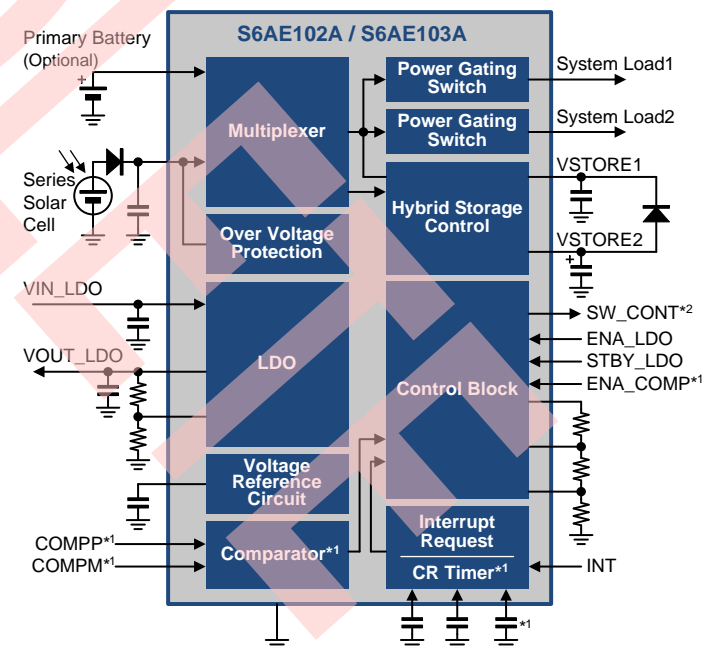 S6AE102A / S6AE103A
Primary Battery
(Optional)
+
Multiplexer
Power Gating
Switch
System Load1
Power Gating
Switch
System Load2
Series
Solar
Cell
Over Voltage
Protection
Hybrid Storage
Control
VSTORE1
VSTORE2
+
VIN_LDO
VOUT_LDO
LDO
Control Block
SW_CONT*2
ENA_LDO
STBY_LDO
ENA_COMP*1
Voltage
Reference
Circuit
COMPP*1
COMPM*1
Comparator*1
Interrupt
Request
CR Timer*1
INT
*1